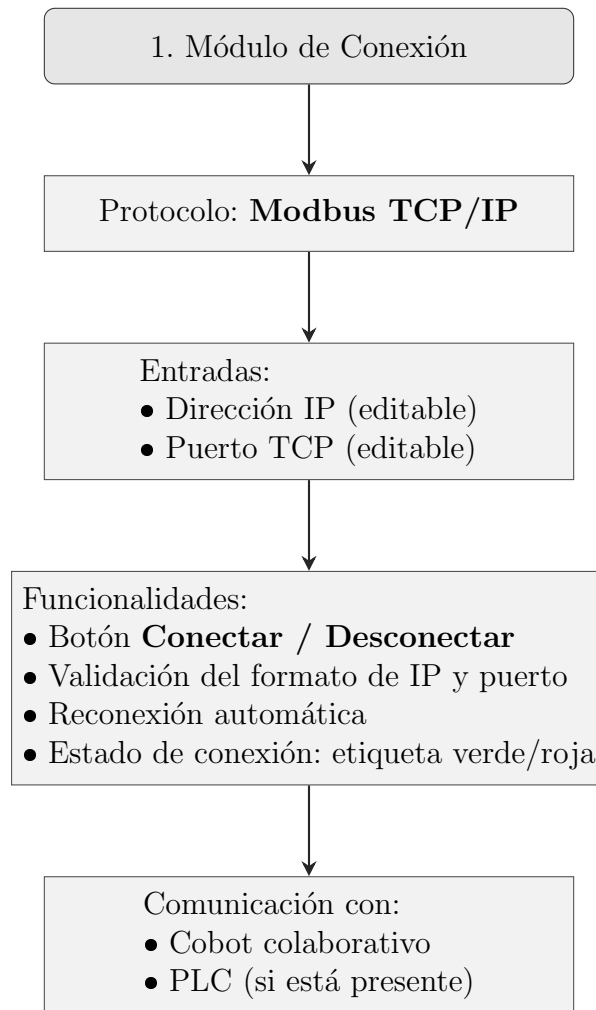 1. Módulo de Conexión
Protocolo: Modbus TCP/IP
Entradas:
• Dirección IP (editable)
• Puerto TCP (editable)
Funcionalidades:
• Botón Conectar / Desconectar
• Validación del formato de IP y puerto
• Reconexión automática
• Estado de conexión: etiqueta verde/roja
Comunicación con:
• Cobot colaborativo
• PLC (si está presente)